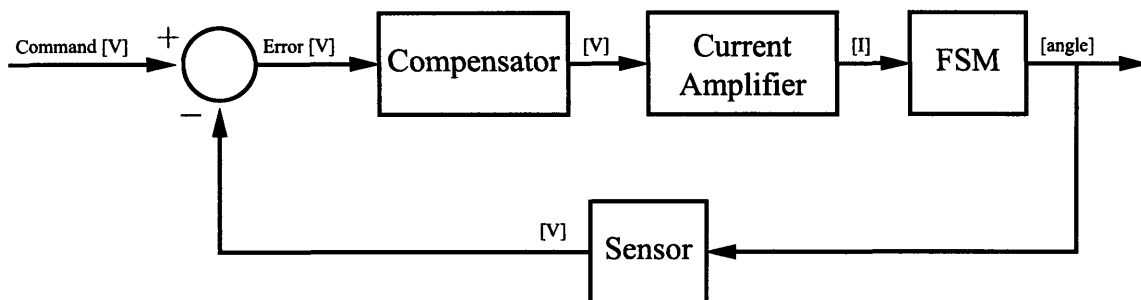 Command [V]
+
−
Error [V]
Compensator
[V]
Current
Amplifier
[I]
FSM
[angle]
[V]
Sensor